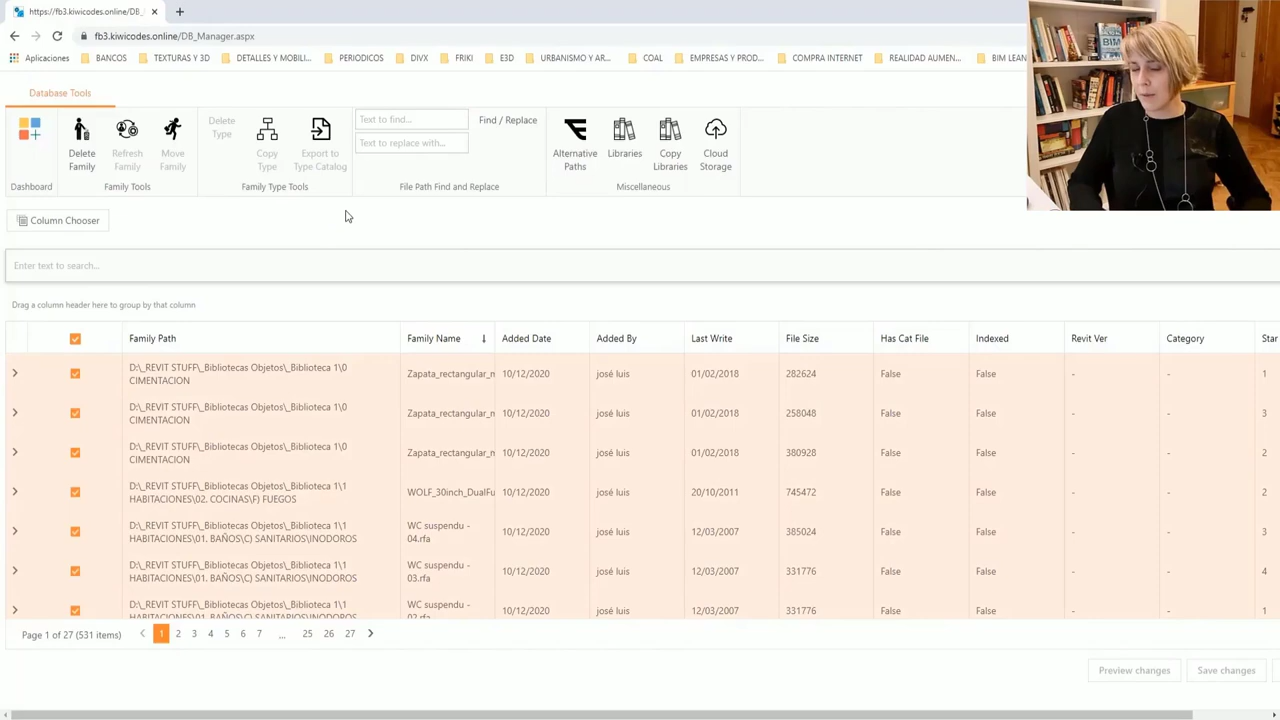 https://fb3.kiwicodes.online/DB_
fb3.kiwicodes.online/DB_Manager.aspx
Aplicaciones BANCOS TEXTURAS Y 3D DETALLES Y MOBILI... PERIODICOS DIVX FRIKI E3D URBANISMO Y AR... COAL EMPRESAS Y PROD... COMPRA INTERNET REALIDAD AUMEN... BIM LEAN
BIM
Database Tools
Dashboard
Delete Family
Refresh Family
Move Family
Family Tools
Delete Type
Copy Type
Export to Type Catalog
Family Type Tools
Text to find... Find / Replace
Text to replace with...
File Path Find and Replace
Alternative Paths
Libraries
Copy Libraries
Cloud Storage
Miscellaneous
Column Chooser
Enter text to search...
Drag a column header here to group by that column
Family Path Family Name Added Date Added By Last Write File Size Has Cat File Indexed Revit Ver Category Star
D:\_REVIT STUFF\_Bibliotecas Objetos\_Biblioteca 1\0 CIMENTACION Zapata_rectangular_m 10/12/2020 josé luis 01/02/2018 282624 False False - - 1
D:\_REVIT STUFF\_Bibliotecas Objetos\_Biblioteca 1\0 CIMENTACION Zapata_rectangular_m 10/12/2020 josé luis 01/02/2018 258048 False False - - 3
D:\_REVIT STUFF\_Bibliotecas Objetos\_Biblioteca 1\0 CIMENTACION Zapata_rectangular_m 10/12/2020 josé luis 01/02/2018 380928 False False - - 2
D:\_REVIT STUFF\_Bibliotecas Objetos\_Biblioteca 1\1 HABITACIONES\02. COCINAS\F) FUEGOS WOLF_30inch_DualFu 10/12/2020 josé luis 20/10/2011 745472 False False - - 2
D:\_REVIT STUFF\_Bibliotecas Objetos\_Biblioteca 1\1 HABITACIONES\01. BAÑOS\C) SANITARIOS\INODOROS WC suspendu - 04.rfa 10/12/2020 josé luis 12/03/2007 385024 False False - - 3
D:\_REVIT STUFF\_Bibliotecas Objetos\_Biblioteca 1\1 HABITACIONES\01. BAÑOS\C) SANITARIOS\INODOROS WC suspendu - 03.rfa 10/12/2020 josé luis 12/03/2007 331776 False False - - 4
D:\_REVIT STUFF\_Bibliotecas Objetos\_Biblioteca 1\1 HABITACIONES\01. BAÑOS\C) SANITARIOS\INODOROS WC suspendu - 02.rfa 10/12/2020 josé luis 12/03/2007 331776 False False - - 1
Page 1 of 27 (531 items) 1 2 3 4 5 6 7 ... 25 26 27
Preview changes Save changes